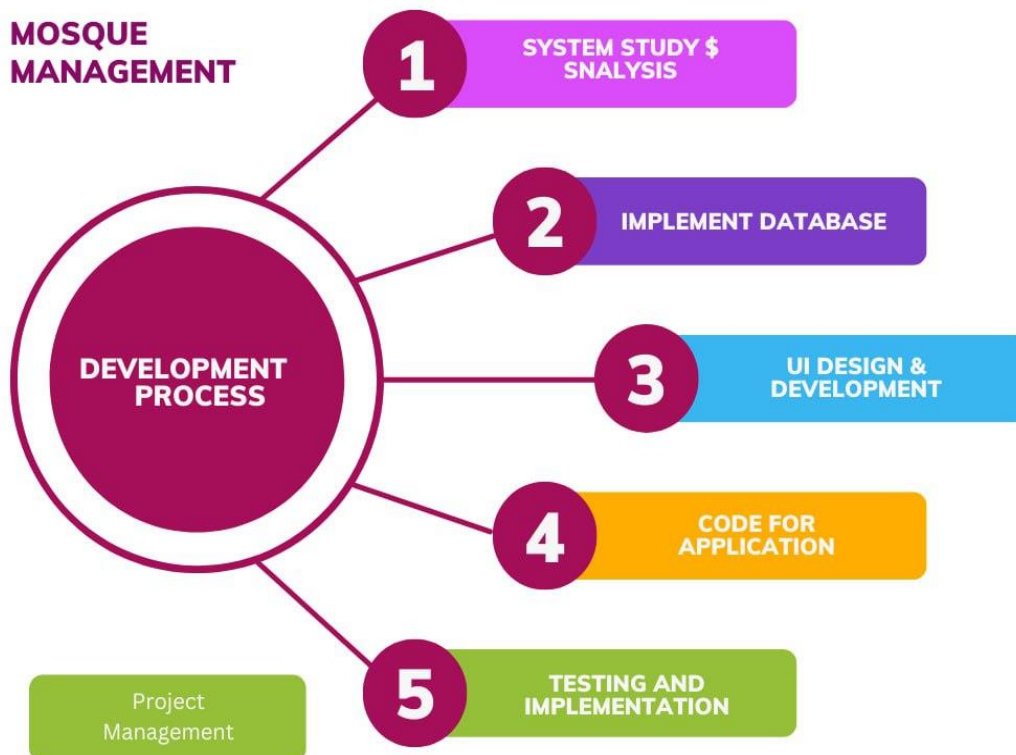 MOSQUE
MANAGEMENT
1
SYSTEM STUDY $
SNALYSIS
2
IMPLEMENT DATABASE
DEVELOPMENT
PROCESS
3
UI DESIGN &
DEVELOPMENT
4
CODE FOR
APPLICATION
5
TESTING AND
IMPLEMENTATION
Project
Management